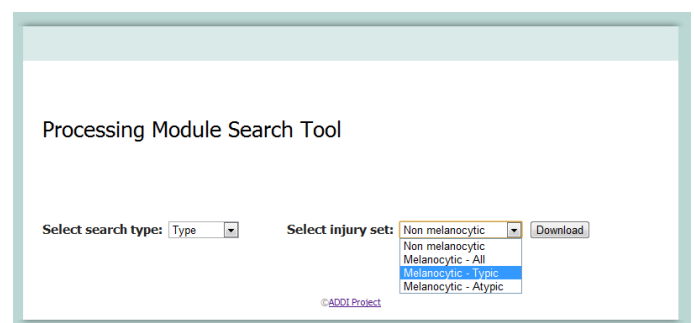 Processing Module Search Tool
Select search type: Type Select injury set: Non melanocytic Download
Non melanocytic
Melanocytic - All
Melanocytic - Typic
Melanocytic - Atypic
©ADDI Project